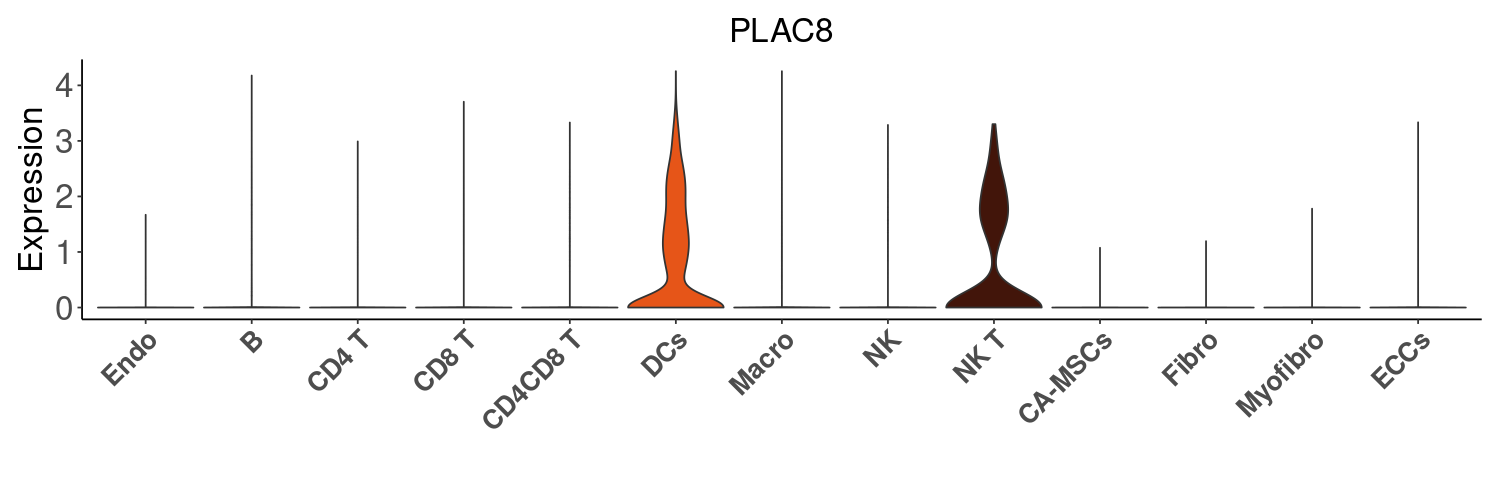 PLAC8
Expression
4
3
2
1
0
Endo
B
CD4 T
CD8 T
CD4CD8 T
DCs
Macro
NK
NK T
CA-MSCs
Fibro
Myofibro
ECCs